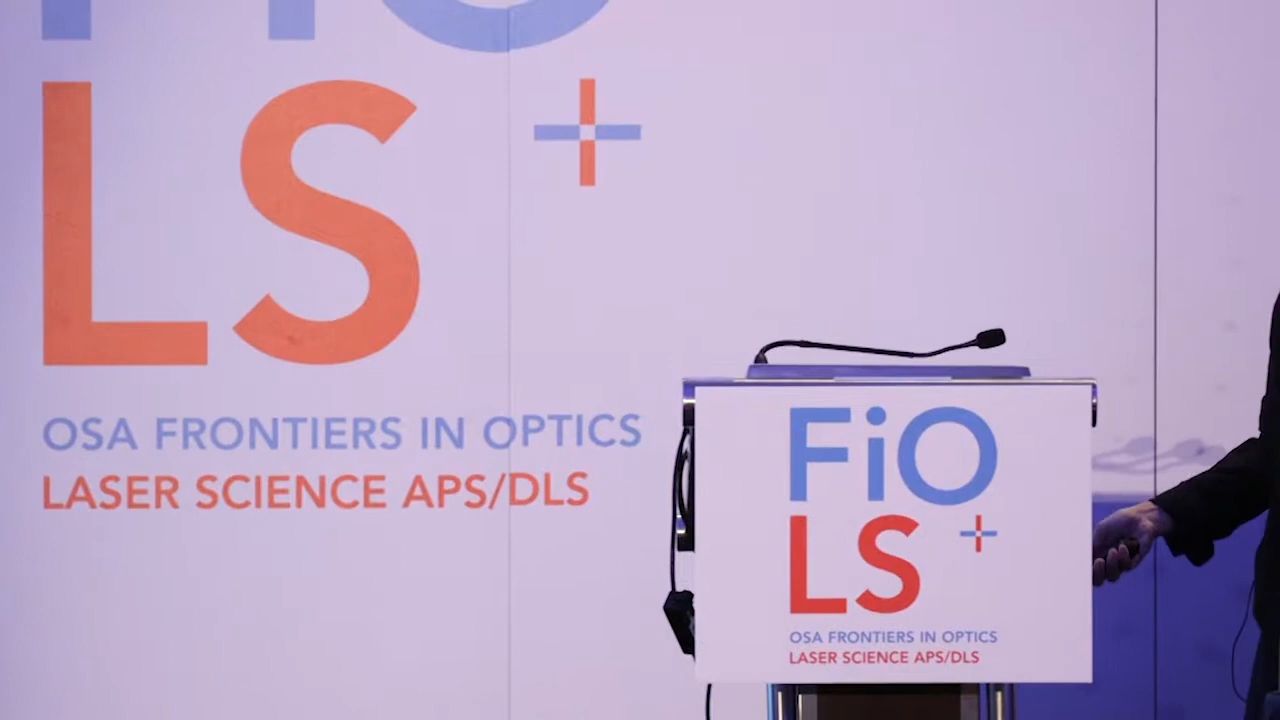 FiO
LS+
OSA FRONTIERS IN OPTICS
LASER SCIENCE APS/DLS
FiO
LS+
OSA FRONTIERS IN OPTICS
LASER SCIENCE APS/DLS